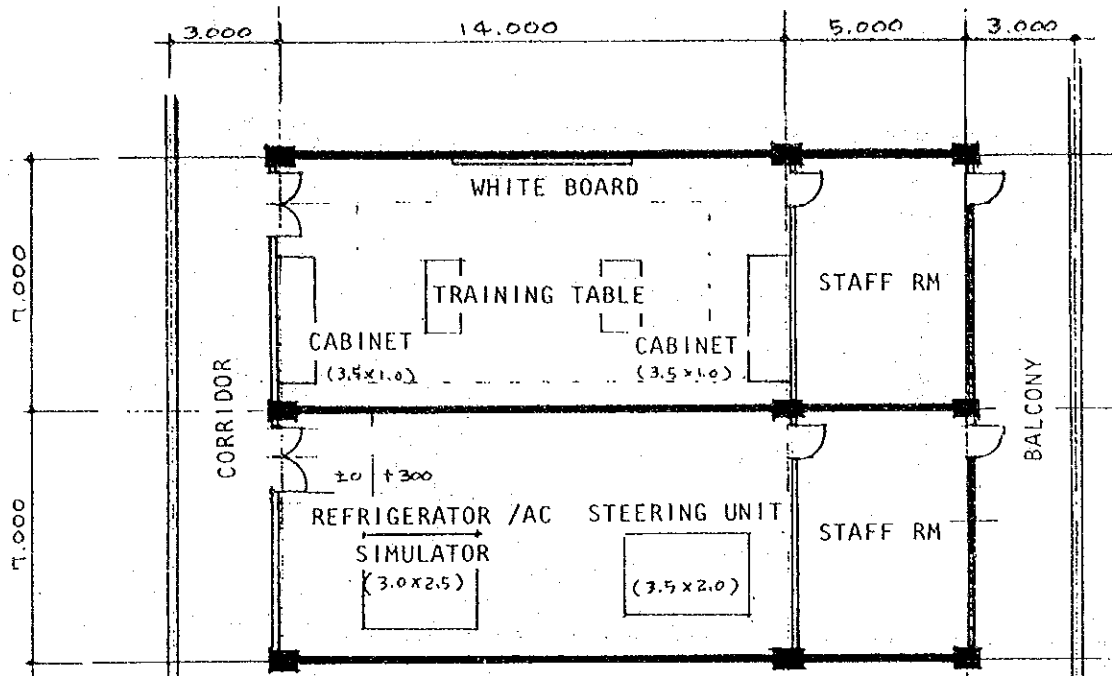 3.000 14.000 5.000 3.000
WHITE BOARD
7.000
TRAINING TABLE
STAFF RM
CABINET
(3.5×1.0)
CABINET
(3.5×1.0)
CORRIDOR
BALCONY
±0 +300
7.000
REFRIGERATOR /AC
SIMULATOR
(3.0×2.5)
STEERING UNIT
(3.5×2.0)
STAFF RM